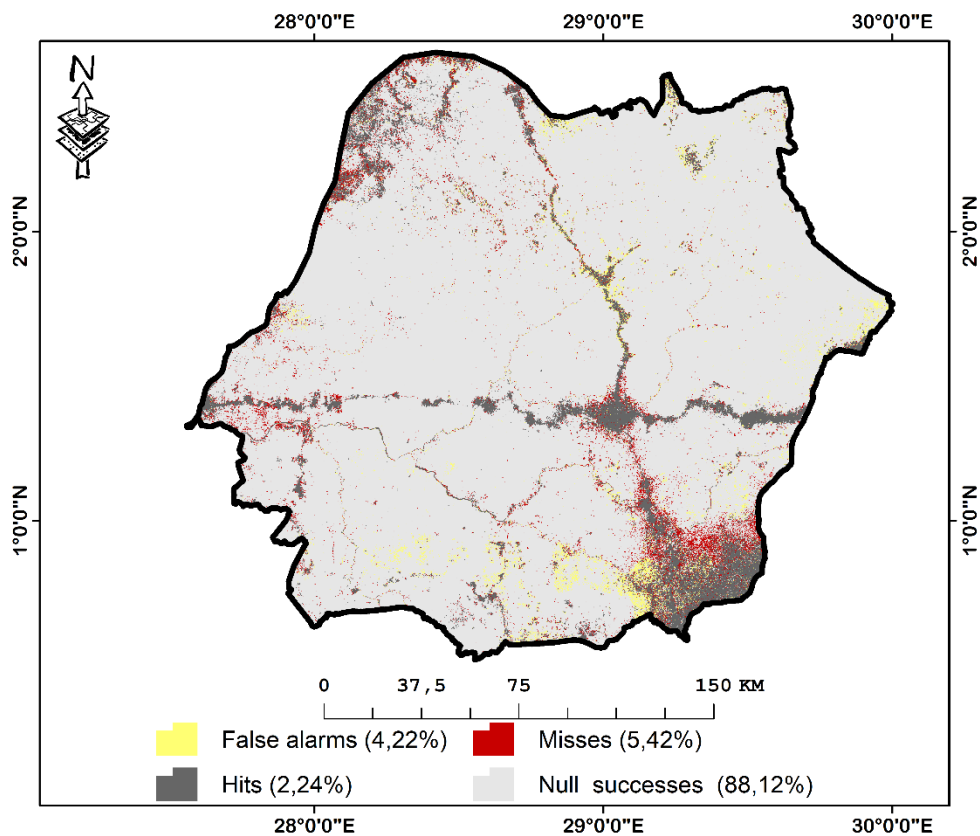 28°0'0"E 29°0'0"E 30°0'0"E
N
2°0'0"N 2°0'0"N
1°0'0"N 1°0'0"N
0 37,5 75 150 KM
False alarms (4,22%) Misses (5,42%)
Hits (2,24%) Null successes (88,12%)
28°0'0"E 29°0'0"E 30°0'0"E